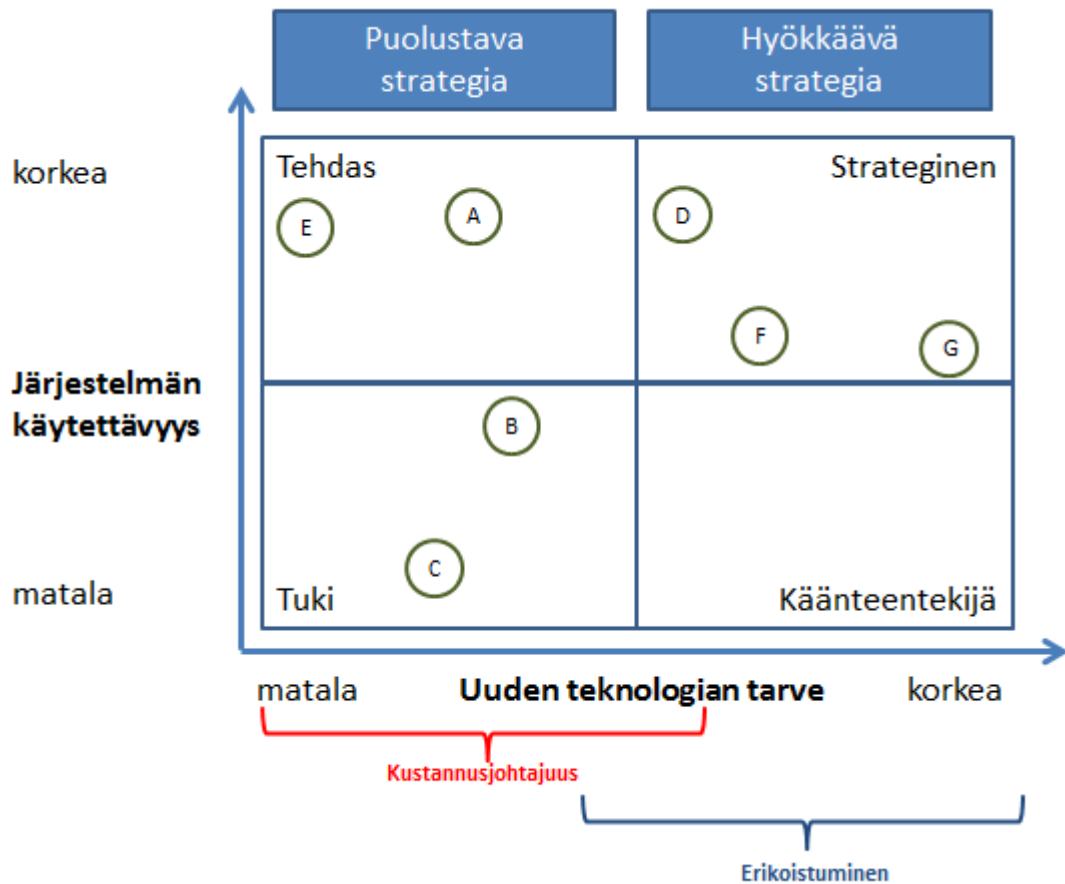 Puolustava
strategia
Hyökkäävä
strategia
korkea
Tehdas
Strateginen
E
A
D
F
G
Järjestelmän
käytettävyys
B
C
matala
Tuki
Käänteentekijä
matala
Uuden teknologian tarve
korkea
Kustannusjohtajuus
Erikoistuminen